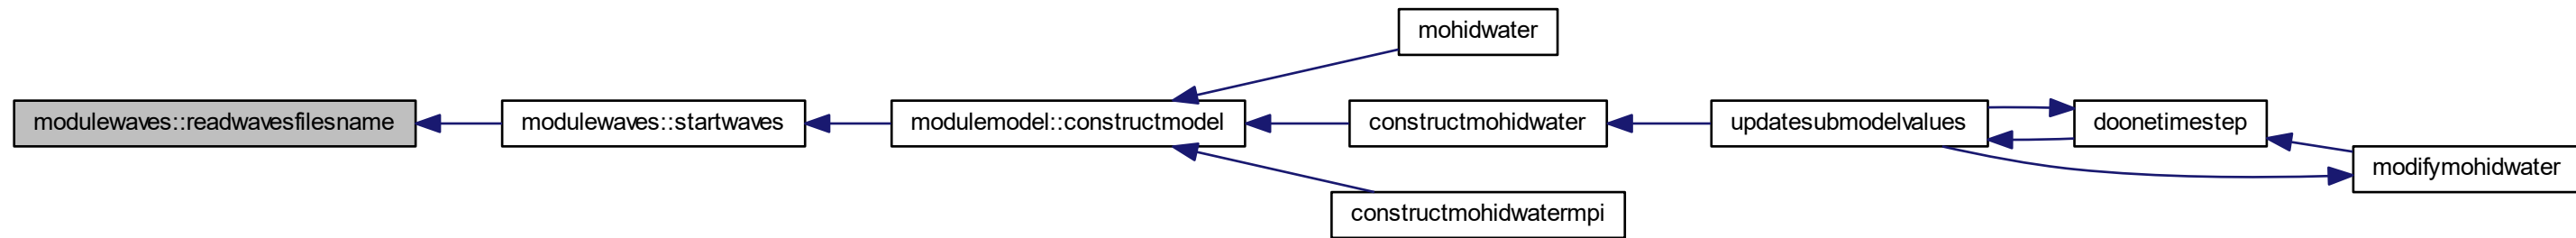 mohidwater
modulewaves::readwavesfilesname
modulewaves::startwaves
modulemodel::constructmodel
constructmohidwater
updatesubmodelvalues
doonetimestep
modifymohidwater
constructmohidwatermpi